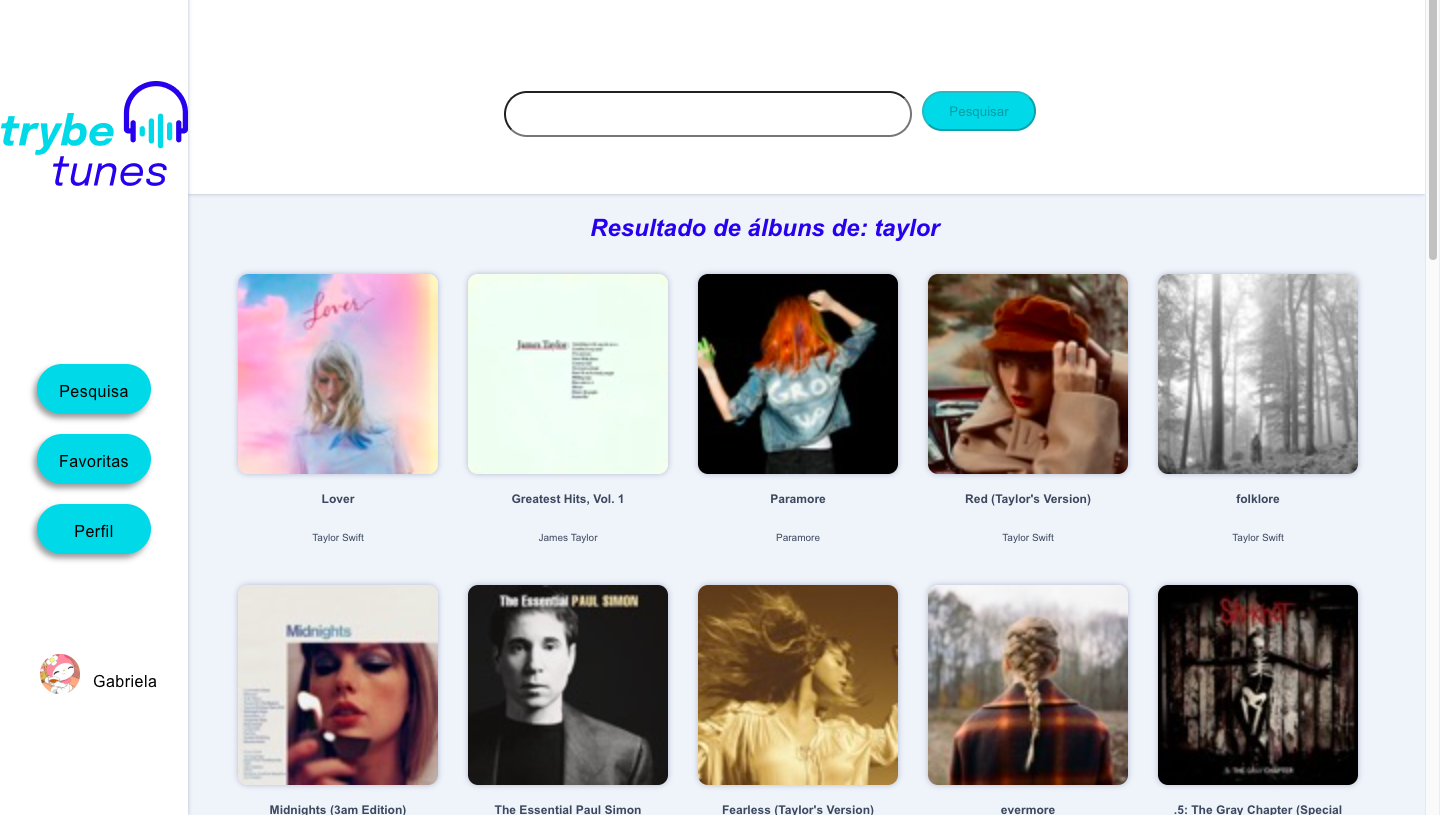 trybe
tunes
Pesquisar
Pesquisa
Favoritas
Perfil
Gabriela
Resultado de álbuns de: taylor
Lover
James Taylor
GROW
UP
Lover
Greatest Hits, Vol. 1
Paramore
Red (Taylor's Version)
folklore
Taylor Swift
James Taylor
Paramore
Taylor Swift
Taylor Swift
Midnights
The Essential PAUL SIMON
SLIPKNOT
.5: THE GRAY CHAPTER
Midnights (3am Edition)
The Essential Paul Simon
Fearless (Taylor's Version)
evermore
.5: The Gray Chapter (Special